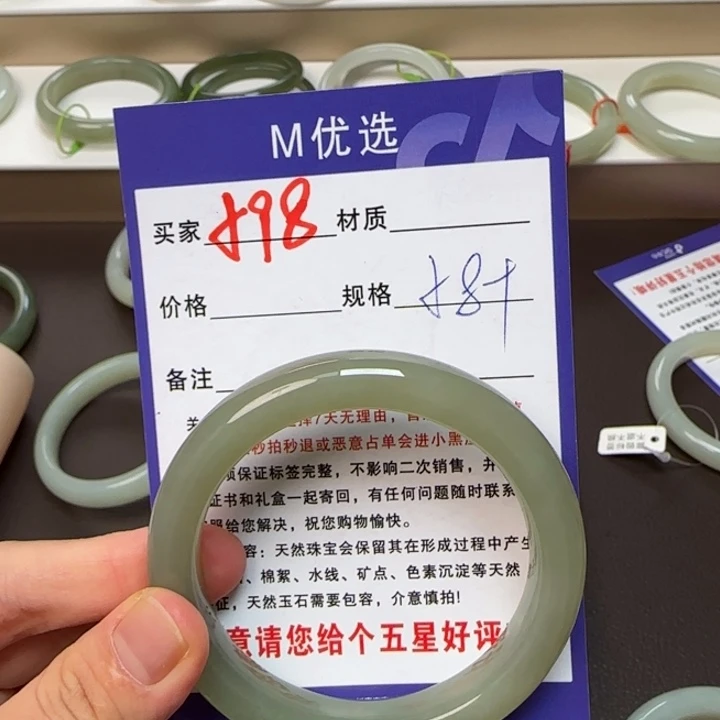 M优选
买家 198 材质
价格 规格
备注
7天无理由
秒拍秒退或恶意占单会进小黑
保证标签完整，不影响二次销售，并
证书和礼盒一起寄回，有任何问题随时联系
给您解决，祝您购物愉快。
容：天然珠宝会保留其在形成过程中产生
、棉絮、水线、矿点、色素沉淀等天然
征，天然玉石需要包容，介意慎拍!
意请您给个五星好评